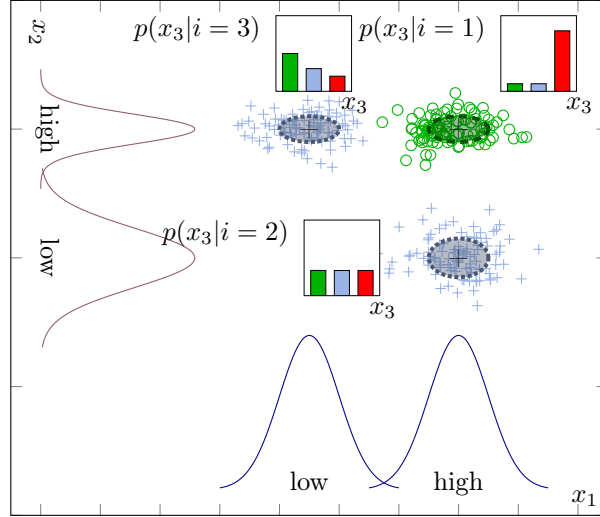 x₂
p(x₃|i = 3)
p(x₃|i = 1)
x₃
x₃
high
p(x₃|i = 2)
low
x₃
low
high
x₁